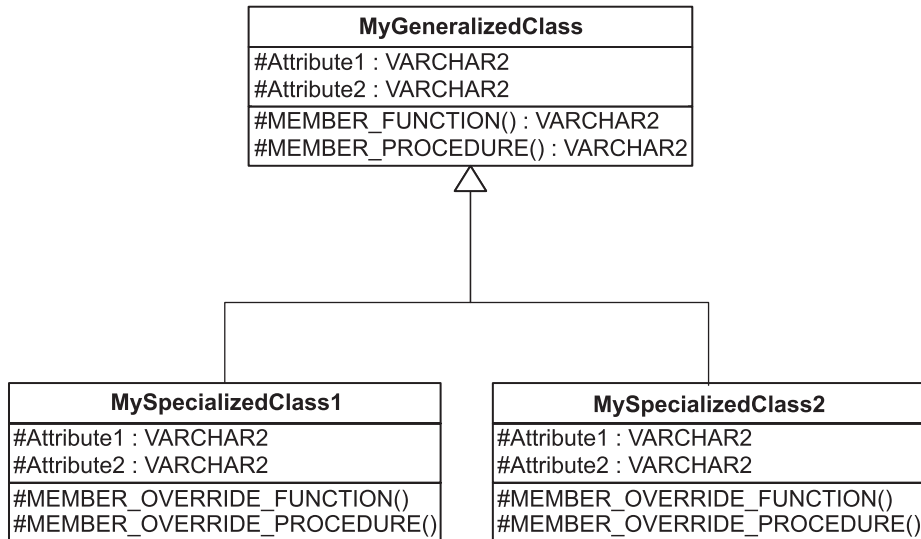 MyGeneralizedClass
#Attribute1 : VARCHAR2
#Attribute2 : VARCHAR2
#MEMBER_FUNCTION() : VARCHAR2
#MEMBER_PROCEDURE() : VARCHAR2
MySpecializedClass1
#Attribute1 : VARCHAR2
#Attribute2 : VARCHAR2
#MEMBER_OVERRIDE_FUNCTION()
#MEMBER_OVERRIDE_PROCEDURE()
MySpecializedClass2
#Attribute1 : VARCHAR2
#Attribute2 : VARCHAR2
#MEMBER_OVERRIDE_FUNCTION()
#MEMBER_OVERRIDE_PROCEDURE()